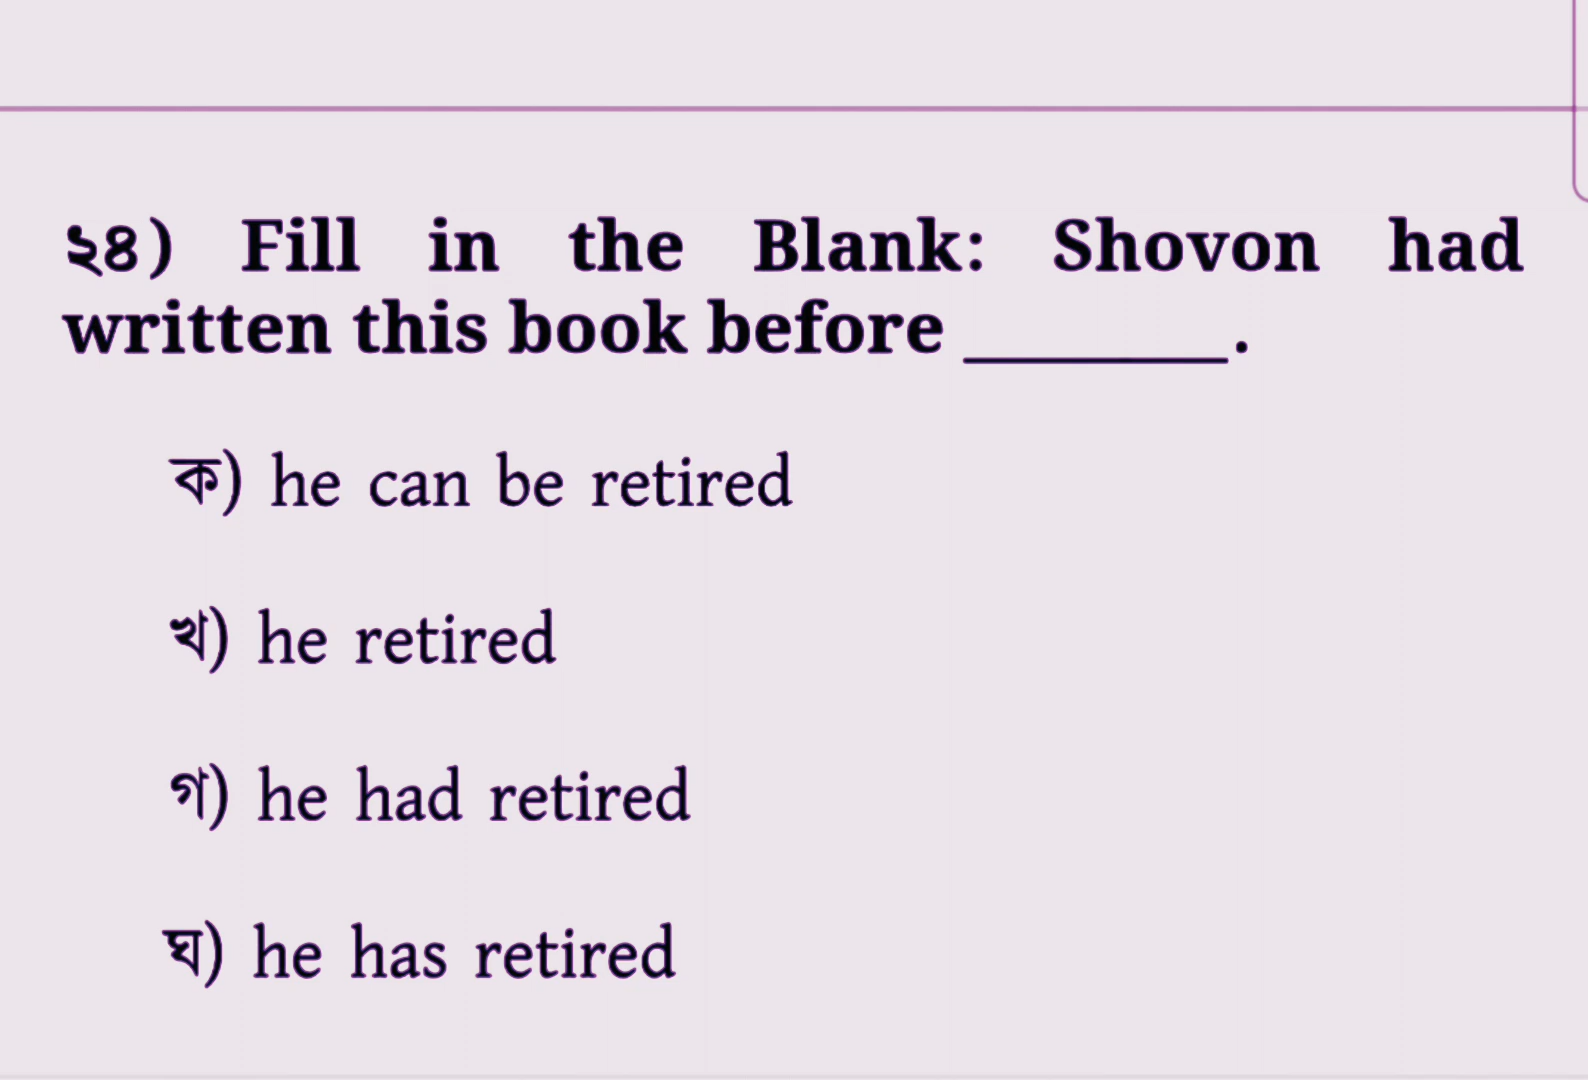 ২৪) Fill in the Blank: Shovon had
written this book before ________.
ক) he can be retired
খ) he retired
গ) he had retired
ঘ) he has retired